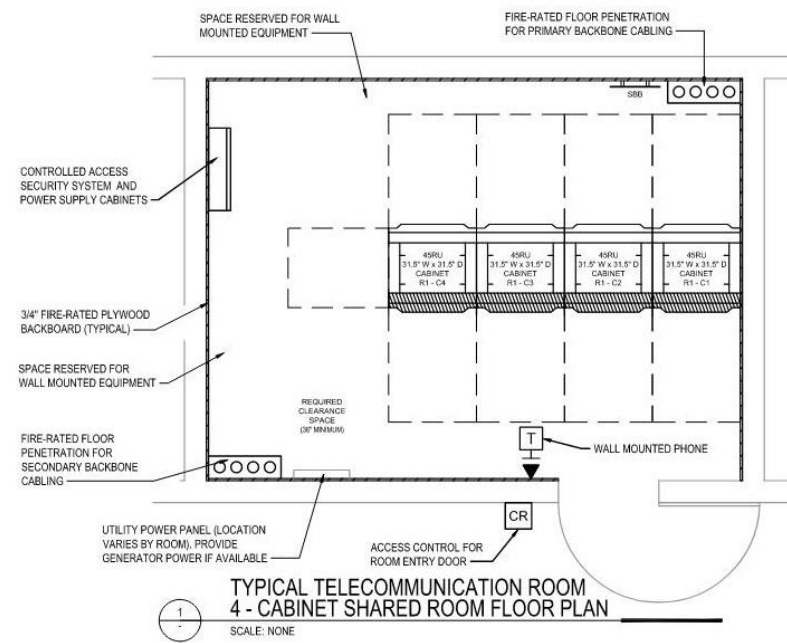 SPACE RESERVED FOR WALL
MOUNTED EQUIPMENT
FIRE-RATED FLOOR PENETRATION
FOR PRIMARY BACKBONE CABLING
SBB
CONTROLLED ACCESS
SECURITY SYSTEM AND
POWER SUPPLY CABINETS
45RU
31.5" W x 31.5" D
CABINET
R1 - C4
45RU
31.5" W x 31.5" D
CABINET
R1 - C3
45RU
31.5" W x 31.5" D
CABINET
R1 - C2
45RU
31.5" W x 31.5" D
CABINET
R1 - C1
3/4" FIRE-RATED PLYWOOD
BACKBOARD (TYPICAL)
SPACE RESERVED FOR
WALL MOUNTED EQUIPMENT
REQUIRED
CLEARANCE
SPACE
(36" MINIMUM)
FIRE-RATED FLOOR
PENETRATION FOR
SECONDARY BACKBONE
CABLING
T
WALL MOUNTED PHONE
CR
UTILITY POWER PANEL (LOCATION
VARIES BY ROOM). PROVIDE
GENERATOR POWER IF AVAILABLE
ACCESS CONTROL FOR
ROOM ENTRY DOOR
1
-
TYPICAL TELECOMMUNICATION ROOM
4 - CABINET SHARED ROOM FLOOR PLAN
SCALE: NONE